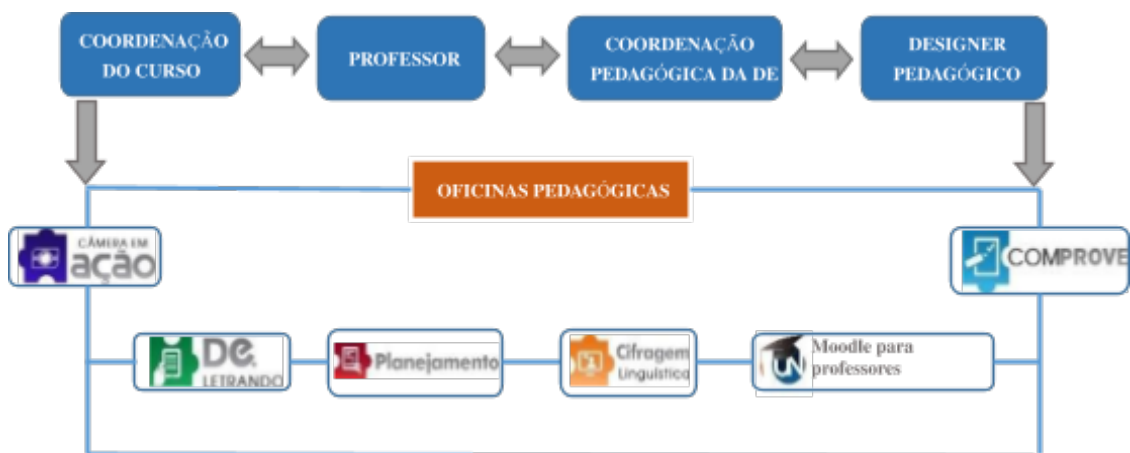 COORDENAÇÃO
DO CURSO
PROFESSOR
COORDENAÇÃO
PEDAGÓGICA DA DE
DESIGNER
PEDAGÓGICO
OFICINAS PEDAGÓGICAS
CÂMERA EM
AÇÃO
COMPROVE
DE.
LETRANDO
Planejamento
Cifragem
Linguística
UN
Moodle para
professores